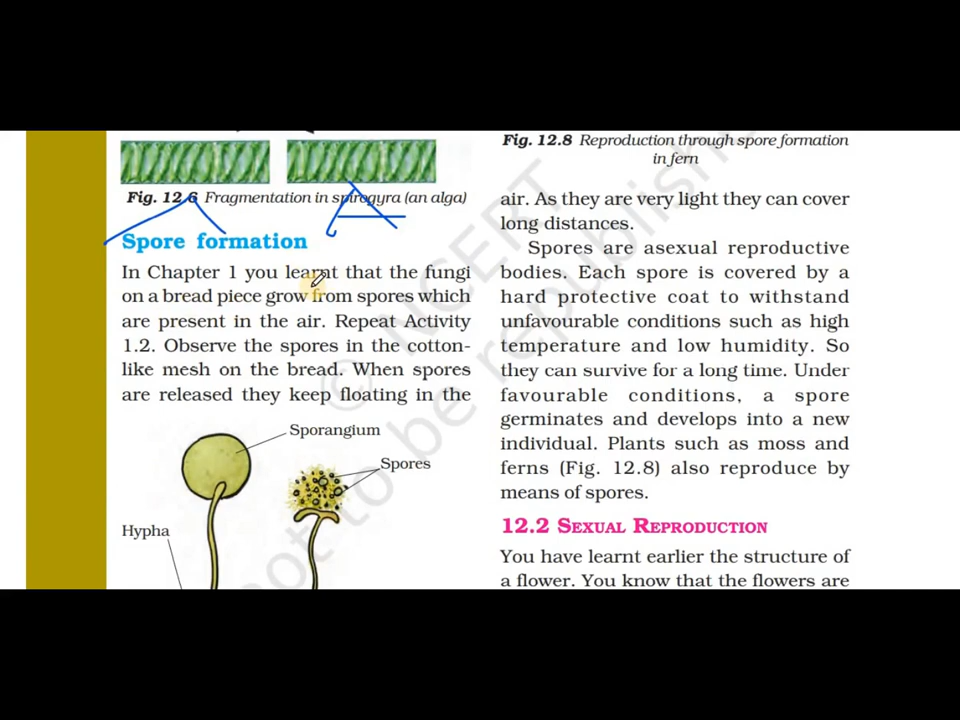 Fig. 12.6 Fragmentation in spirogyra (an alga)
Spore formation
In Chapter 1 you learnt that the fungi
on a bread piece grow from spores which
are present in the air. Repeat Activity
1.2. Observe the spores in the cotton-
like mesh on the bread. When spores
are released they keep floating in the
Sporangium
Spores
Hypha
Fig. 12.8 Reproduction through spore formation
in fern
air. As they are very light they can cover
long distances.
Spores are asexual reproductive
bodies. Each spore is covered by a
hard protective coat to withstand
unfavourable conditions such as high
temperature and low humidity. So
they can survive for a long time. Under
favourable conditions, a spore
germinates and develops into a new
individual. Plants such as moss and
ferns (Fig. 12.8) also reproduce by
means of spores.
12.2 SEXUAL REPRODUCTION
You have learnt earlier the structure of
a flower. You know that the flowers are
© NCERT
not to be republish